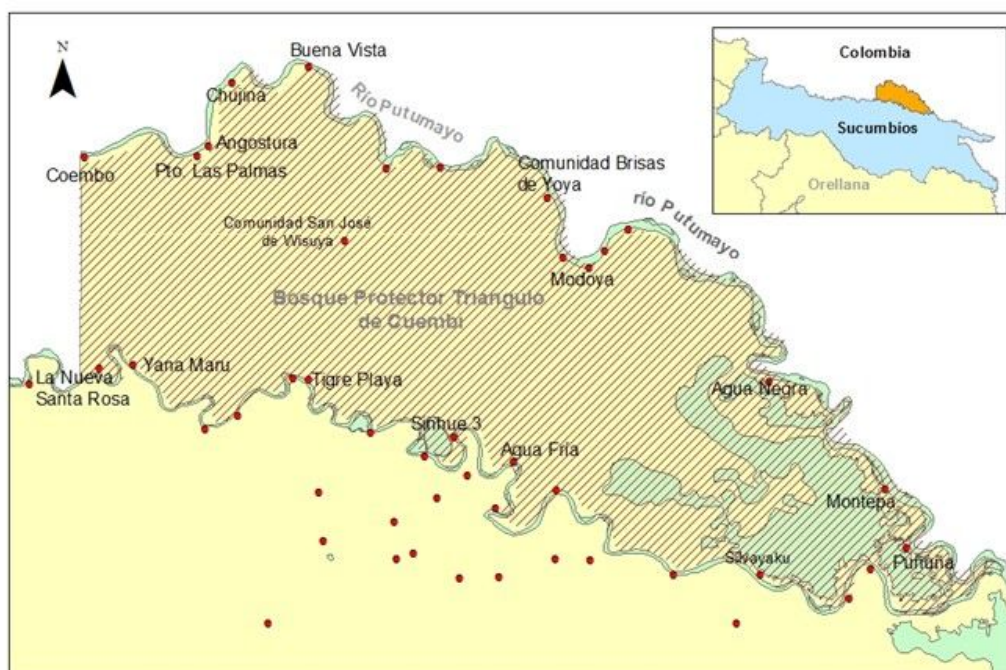 N
Buena Vista
Chujina
Río Putumayo
Angostura
Coembo
Pto. Las Palmas
Comunidad Brisas
de Yoya
Comunidad San José
de Wisuya
río Putumayo
Modoya
Bosque Protector Triangulo
de Cuembi
La Nueva
Santa Rosa
Yana Maru
Tigre Playa
Agua Negra
Sinhue 3
Agua Fría
Montepa
Silvayaku
Puñuna
Colombia
Sucumbios
Orellana